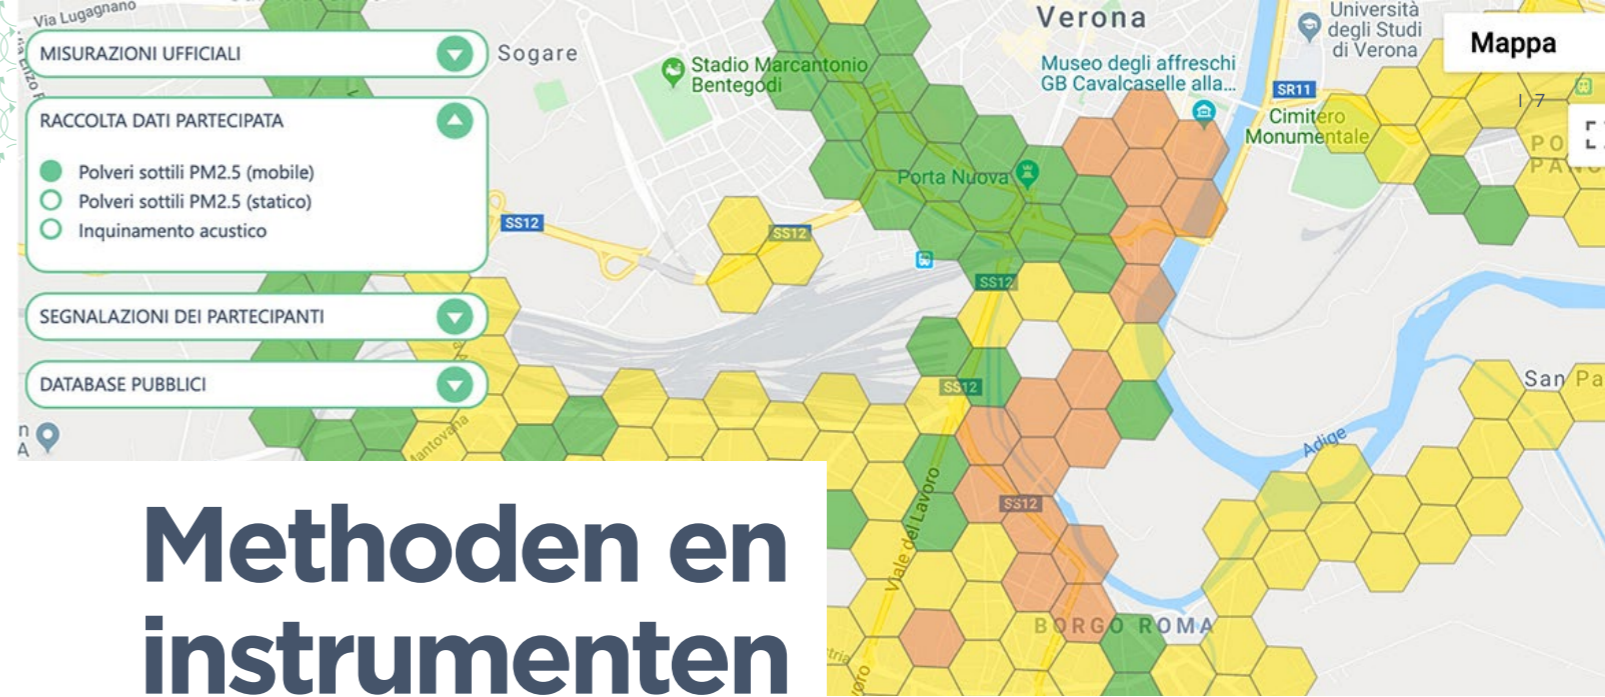 Via Lugagnano
MISURAZIONI UFFICIALI
RACCOLTA DATI PARTECIPATA
Polveri sottili PM2.5 (mobile)
Polveri sottili PM2.5 (statico)
Inquinamento acustico
SEGNALAZIONI DEI PARTECIPANTI
DATABASE PUBBLICI
Sogare
Stadio Marcantonio
Bentegodi
Verona
Museo degli affreschi
GB Cavalcaselle alla...
Università
degli Studi
di Verona
Mappa
I 7
SR11
Cimitero
Monumentale
Porta Nuova
SS12
SS12
SS12
SS12
SS12
San Pa
Adige
Mantovana
Viale del Lavoro
BORGO ROMA
Methoden en
instrumenten